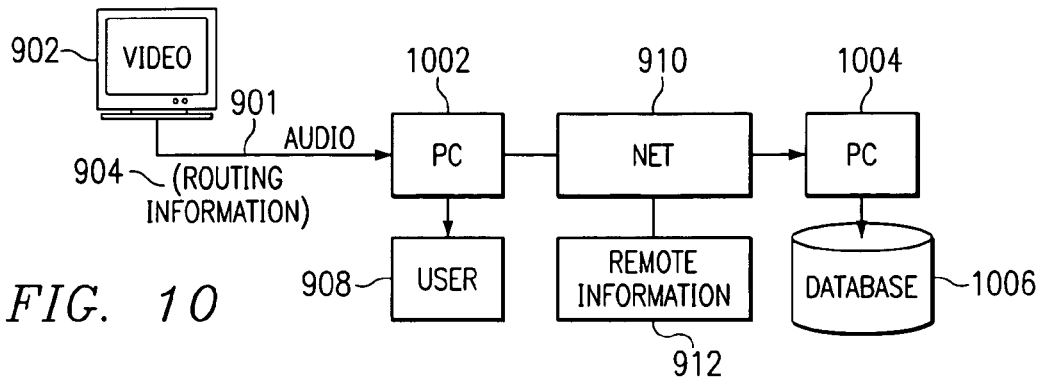 902
VIDEO
901
904
AUDIO
(ROUTING
INFORMATION)
1002
PC
910
NET
1004
PC
908
USER
REMOTE
INFORMATION
912
DATABASE
1006
FIG. 10